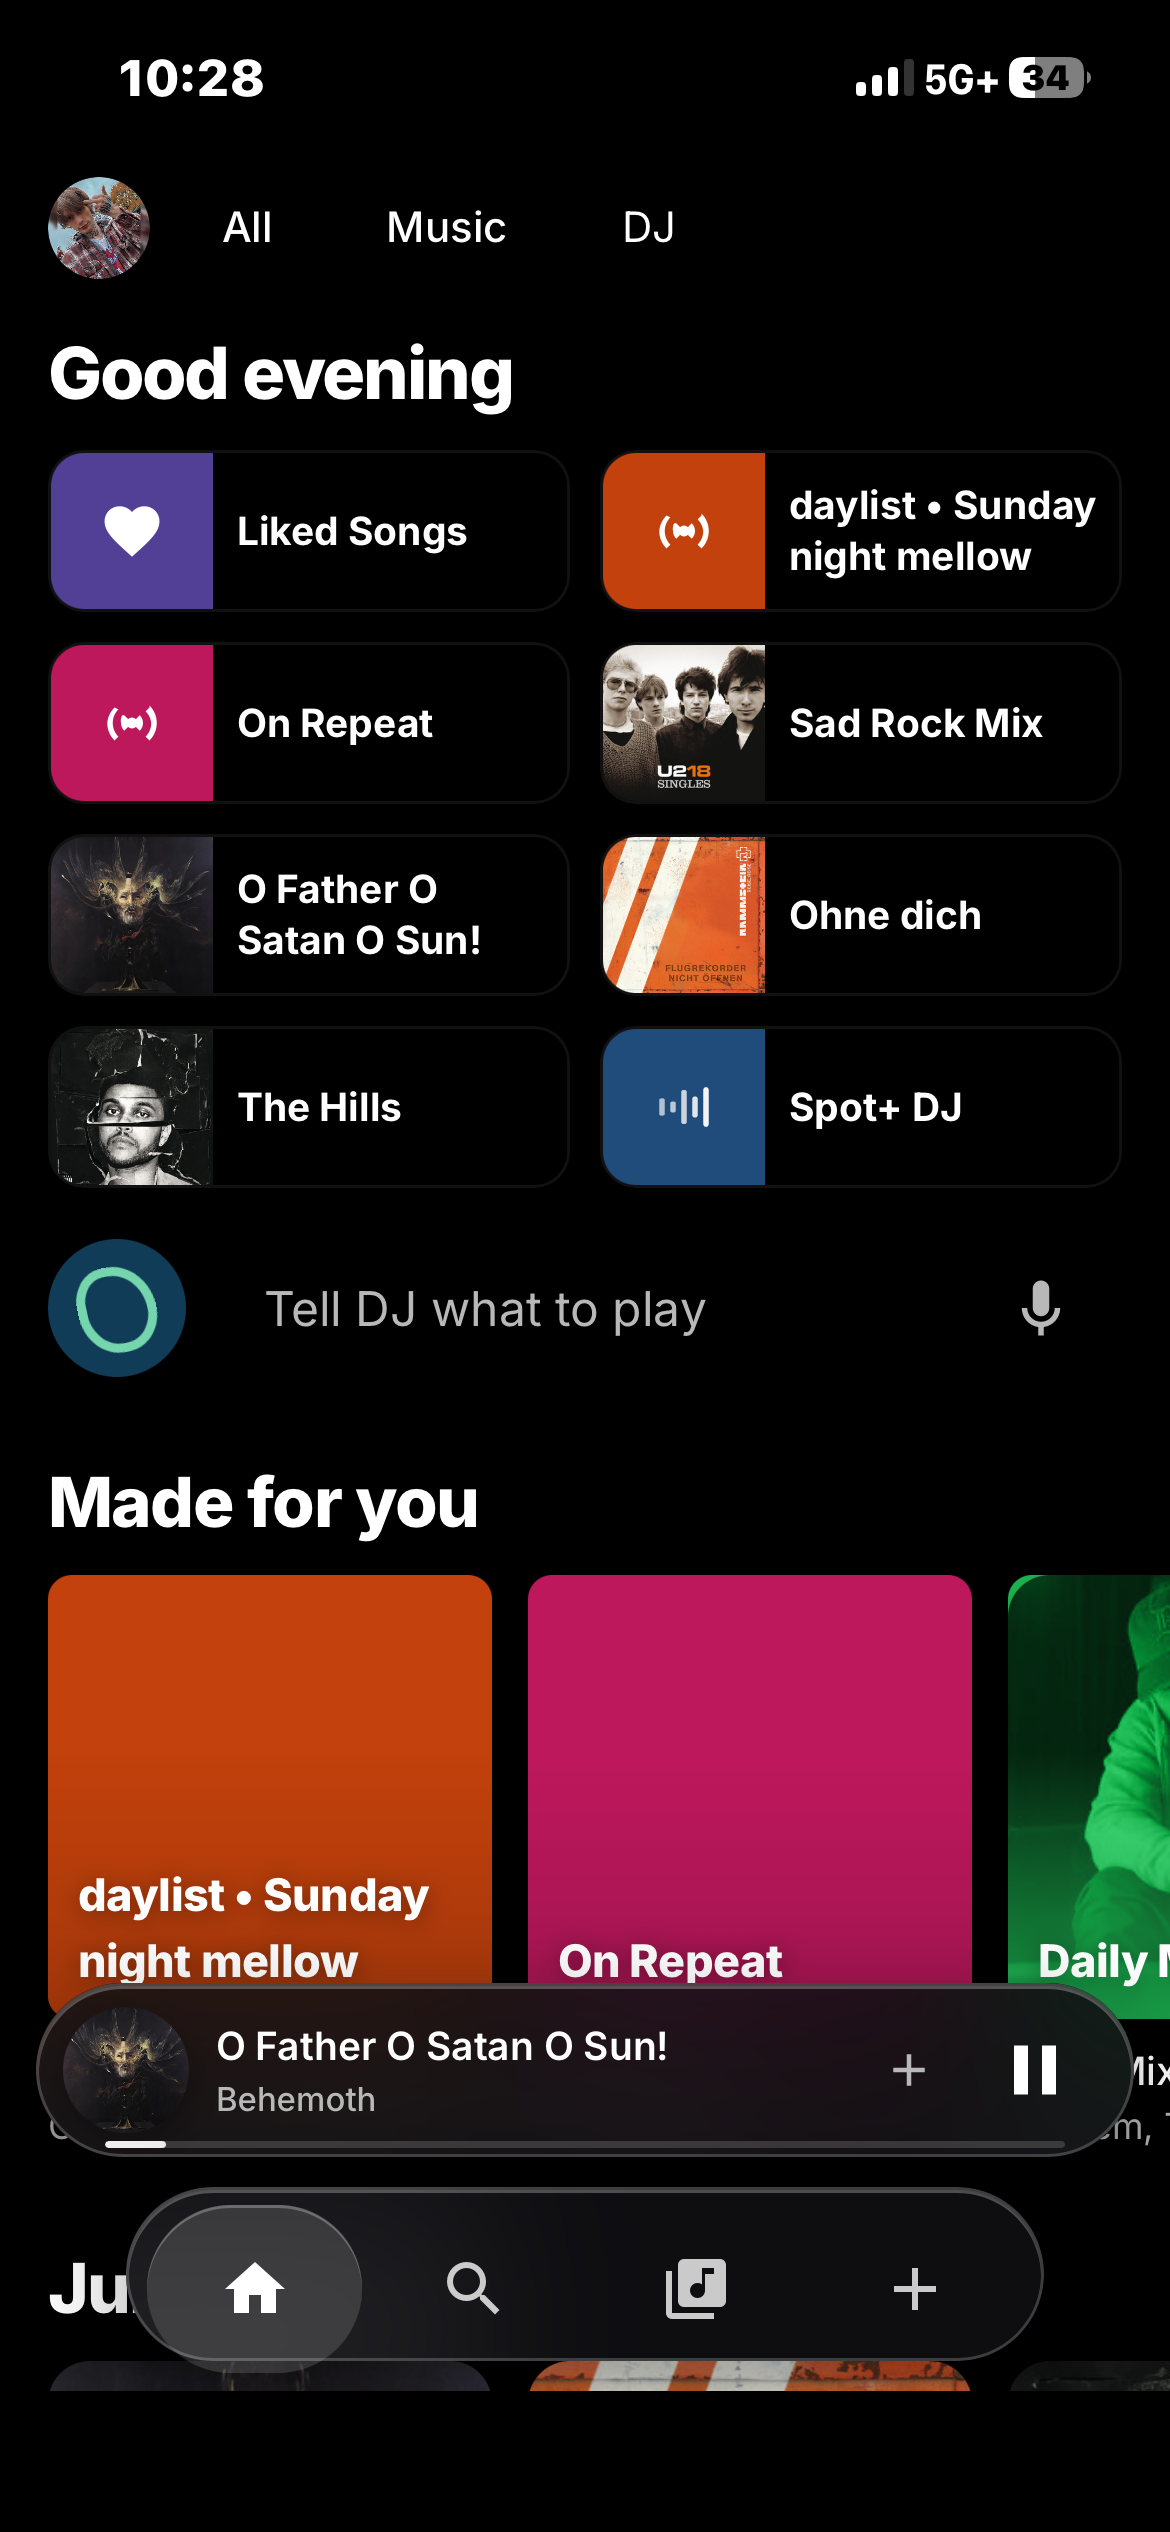 10:28
5G+
34
All
Music
DJ
Good evening
Liked Songs
daylist • Sunday
night mellow
On Repeat
U218
SINGLES
Sad Rock Mix
O Father O
Satan O Sun!
RAMMSTEIN
FLUGREKORDER
NICHT ÖFFNEN
Ohne dich
The Hills
Spot+ DJ
Tell DJ what to play
Made for you
daylist • Sunday
night mellow
On Repeat
Daily
O Father O Satan O Sun!
Behemoth